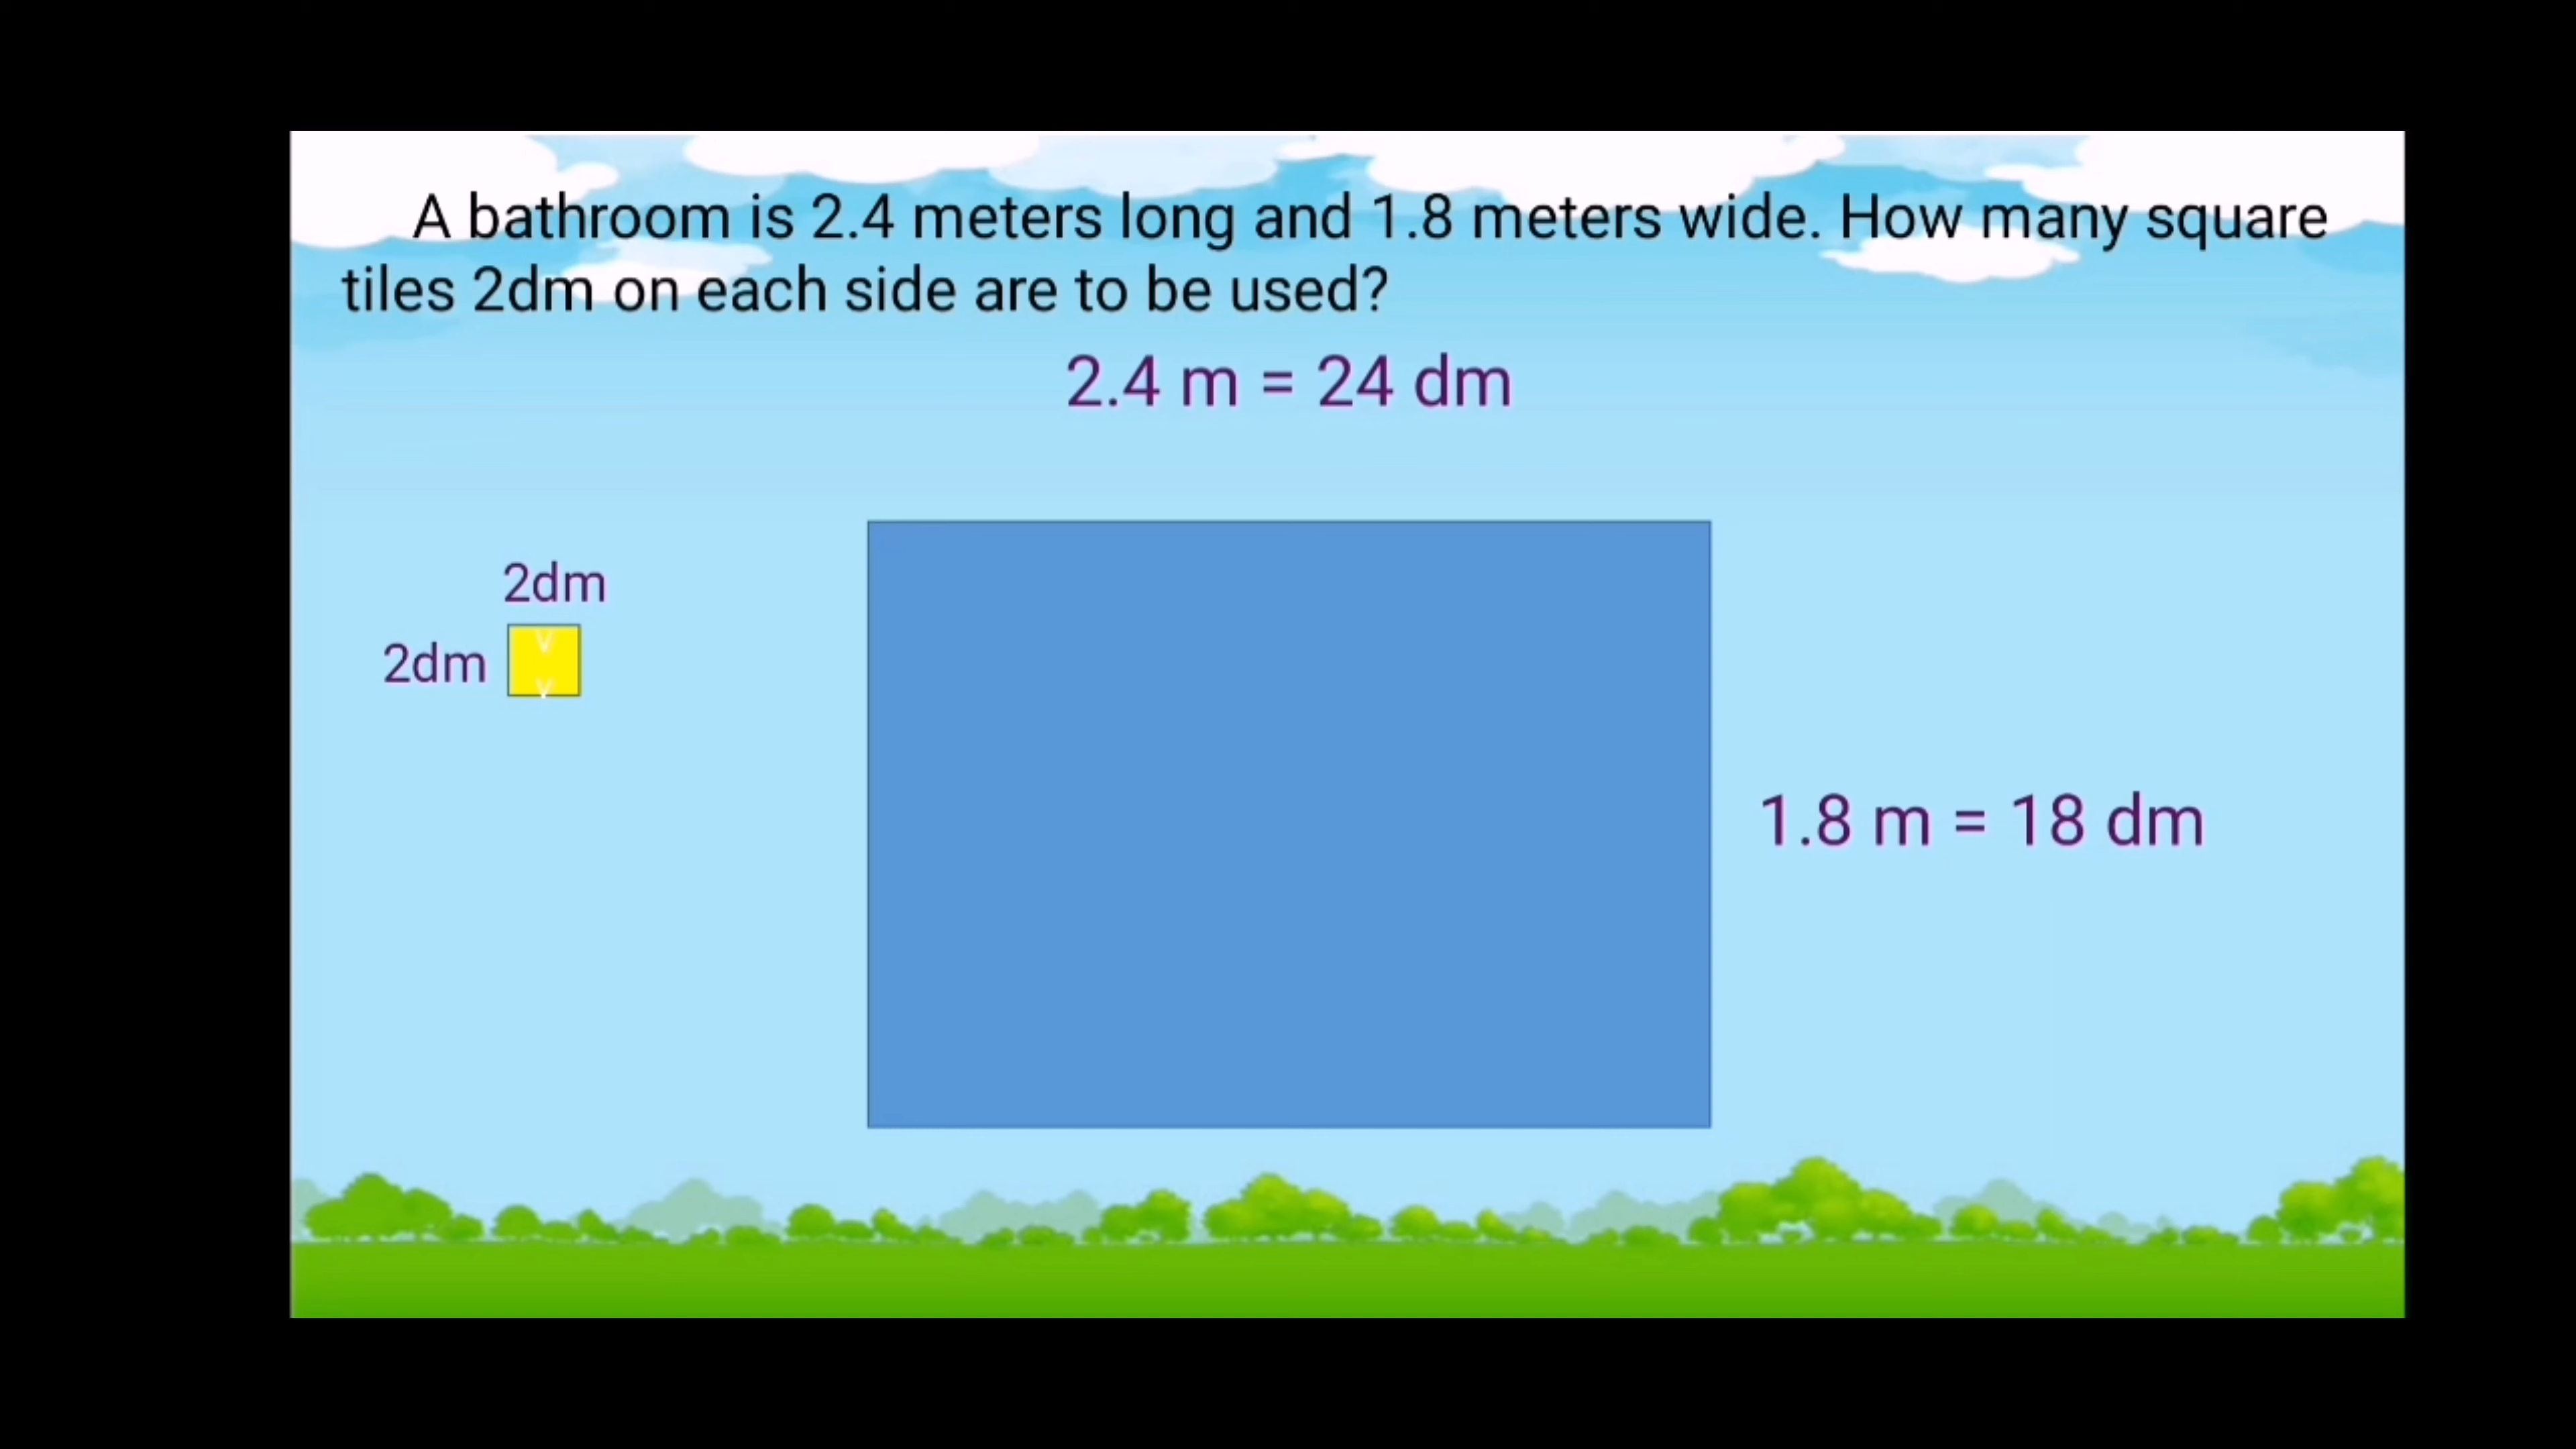 A bathroom is 2.4 meters long and 1.8 meters wide. How many square
tiles 2dm on each side are to be used?
2.4 m = 24 dm
2dm
2dm
1.8 m = 18 dm